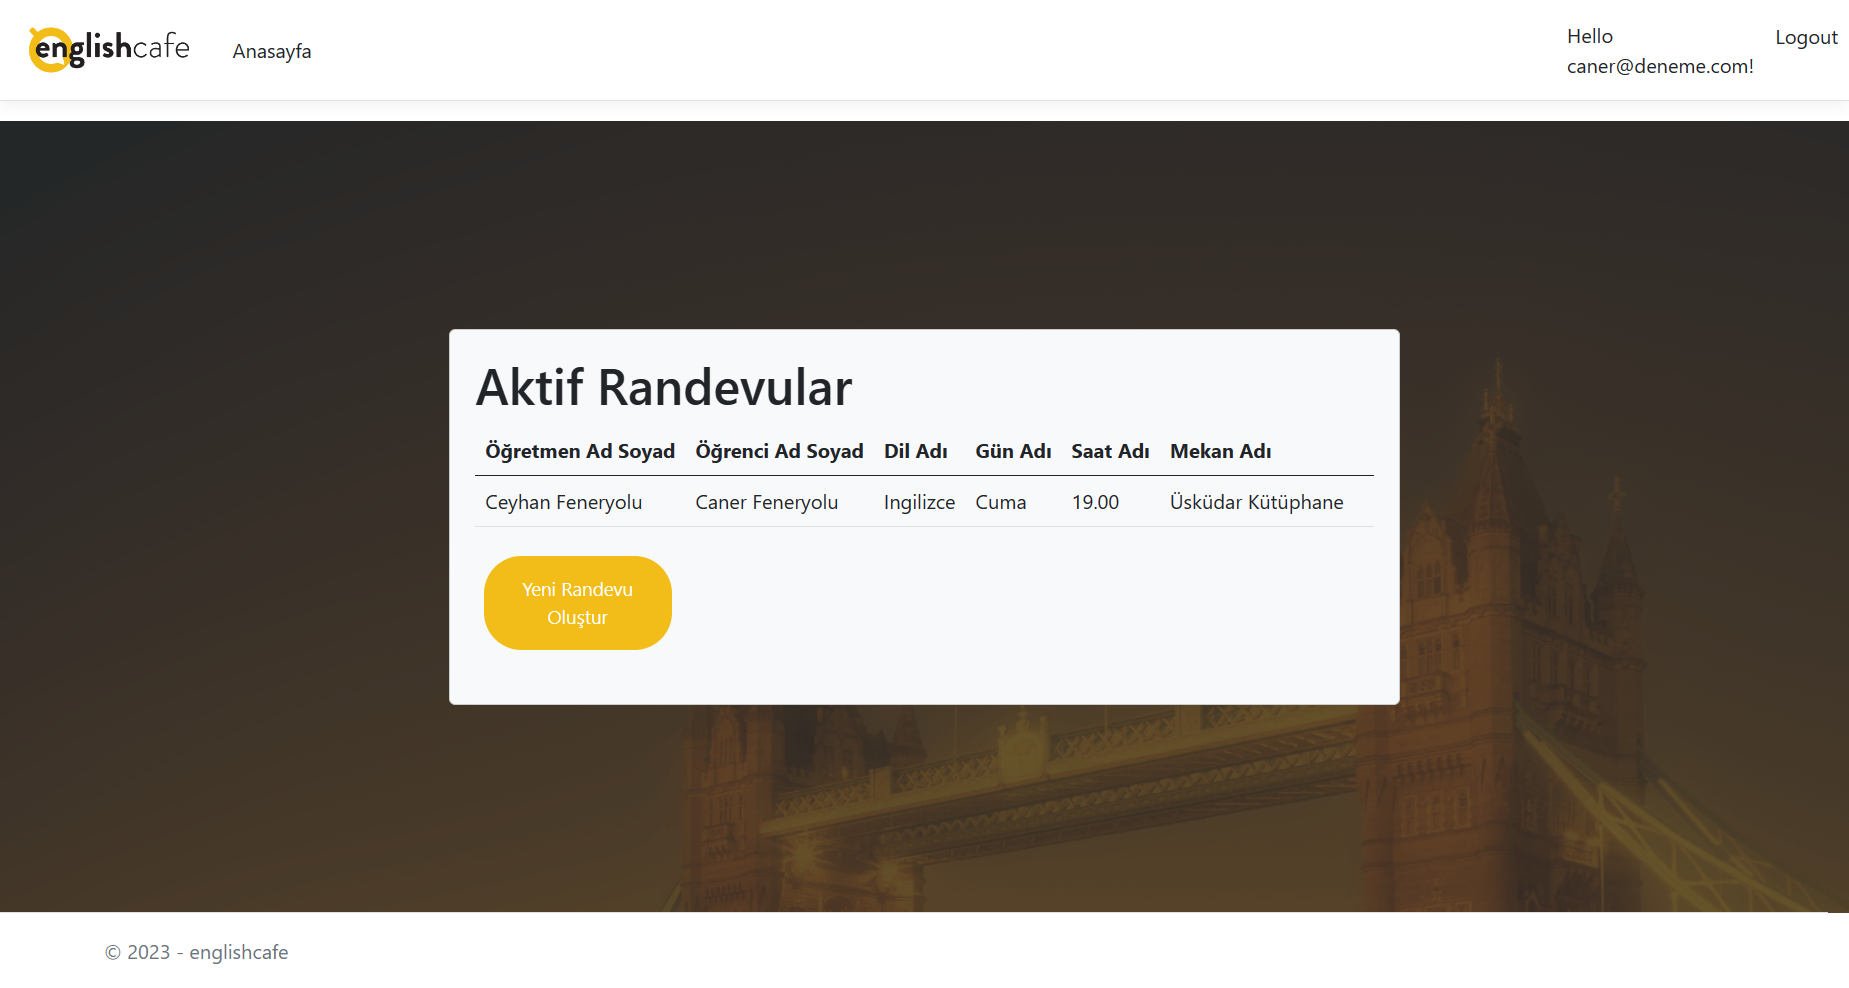 englishcafe
Anasayfa
Hello
caner@deneme.com!
Logout
Aktif Randevular
Öğretmen Ad Soyad Öğrenci Ad Soyad Dil Adı Gün Adı Saat Adı Mekan Adı
Ceyhan Feneryolu Caner Feneryolu Ingilizce Cuma 19.00 Üsküdar Kütüphane
Yeni Randevu
Oluştur
© 2023 - englishcafe